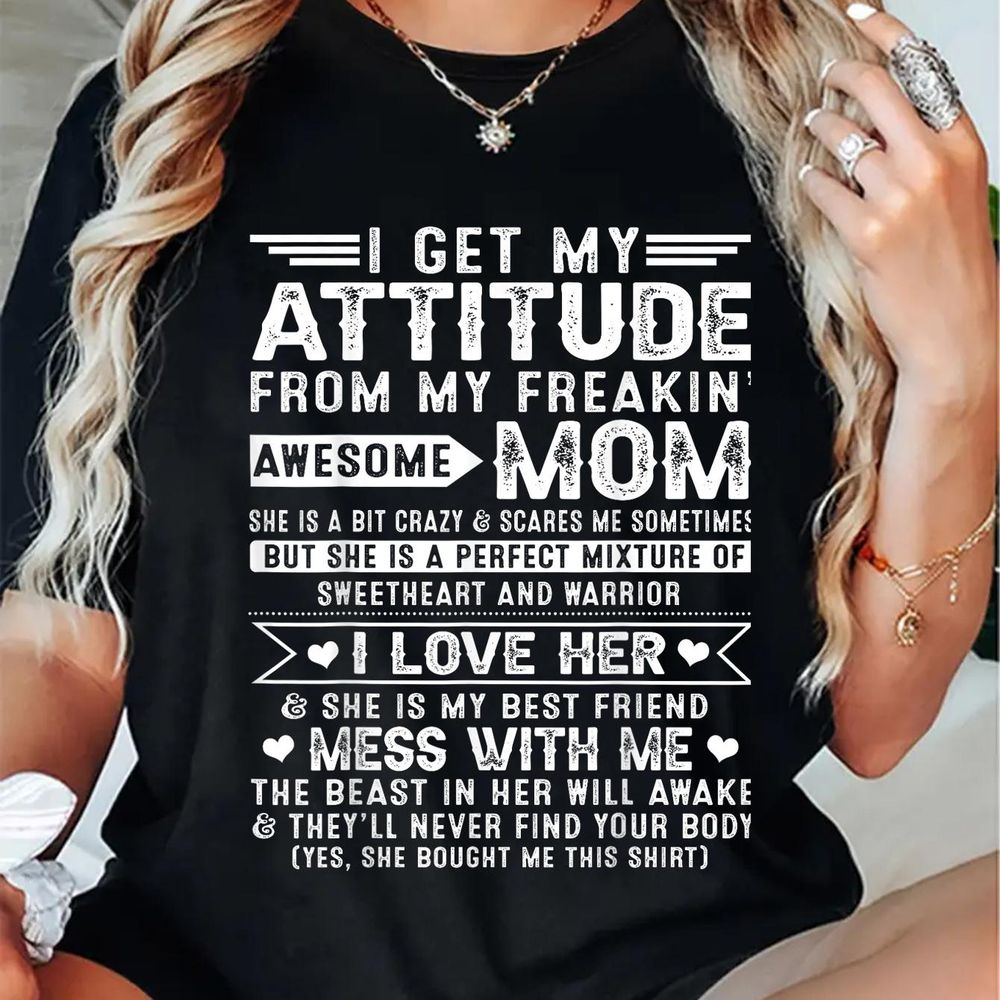 I GET MY
ATTITUDE
FROM MY FREAKIN'
AWESOME MOM
SHE IS A BIT CRAZY & SCARES ME SOMETIMES
BUT SHE IS A PERFECT MIXTURE OF
SWEETHEART AND WARRIOR
I LOVE HER
& SHE IS MY BEST FRIEND
MESS WITH ME
THE BEAST IN HER WILL AWAKE
& THEY'LL NEVER FIND YOUR BODY
(YES, SHE BOUGHT ME THIS SHIRT)